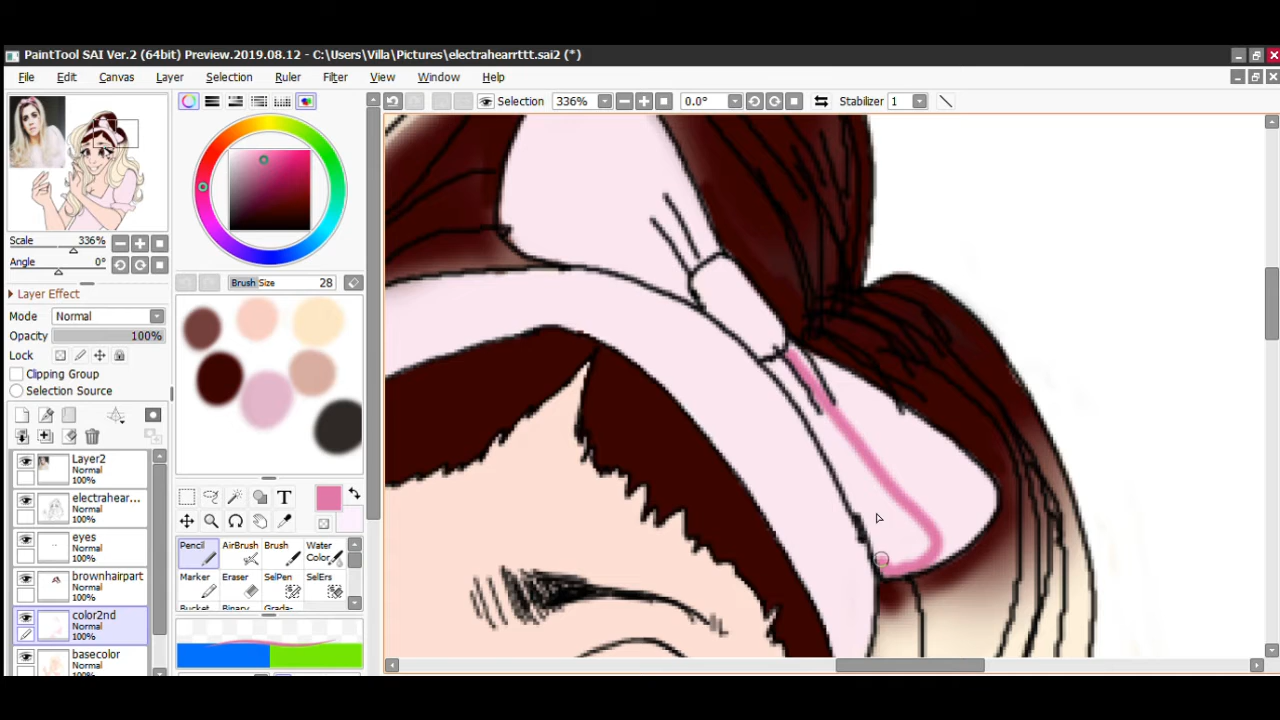 PaintTool SAI Ver.2 (64bit) Preview.2019.08.12 - C:\Users\Villa\Pictures\electrahearrttt.sai2 (*)
File Edit Canvas Layer Selection Ruler Filter View Window Help
Selection 336% 0.0° Stabilizer 1
Scale 336%
Angle 0°
Layer Effect
Mode Normal
Opacity 100%
Lock
Clipping Group
Selection Source
Layer2
Normal
100%
electrahear...
Normal
100%
eyes
Normal
100%
brownhairpart
Normal
100%
color2nd
Normal
100%
basecolor
Normal
100%
Brush Size 28
T
Pencil AirBrush Brush Water Color
Marker Eraser SelPen SelErs
Bucket Binary Grada-